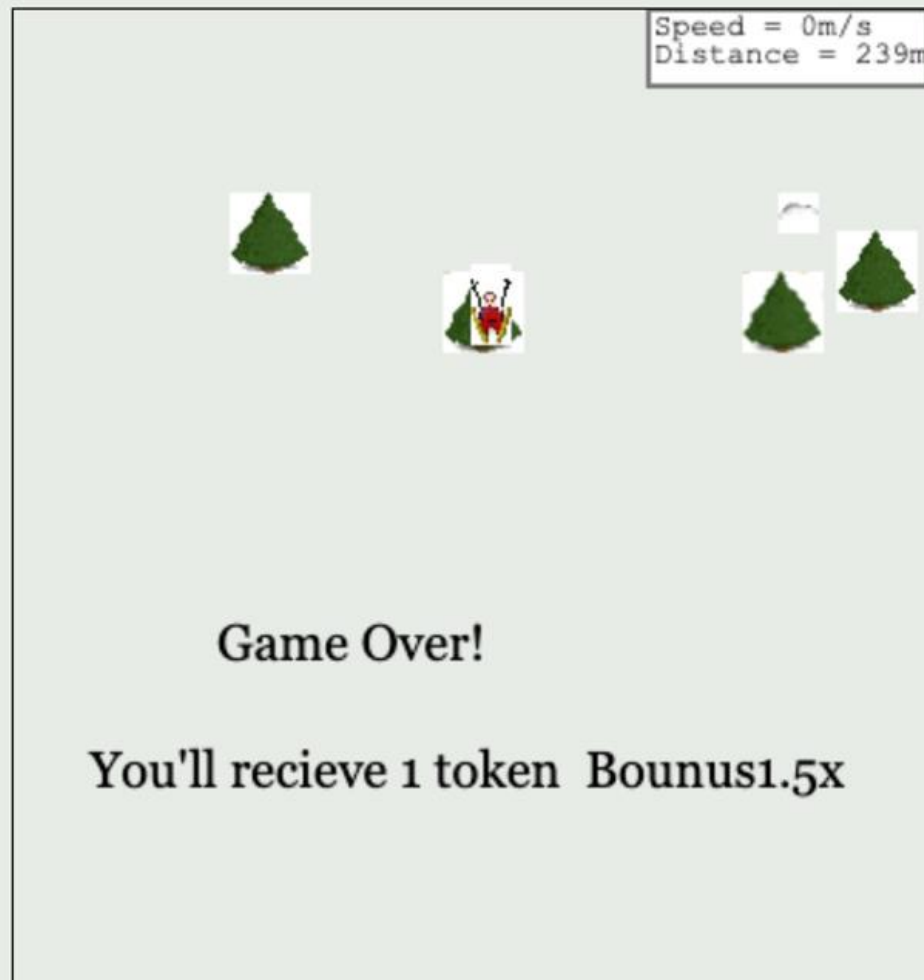 Speed = 0m/s
Distance = 239m
Game Over!
You'll recieve 1 token  Bounus1.5x